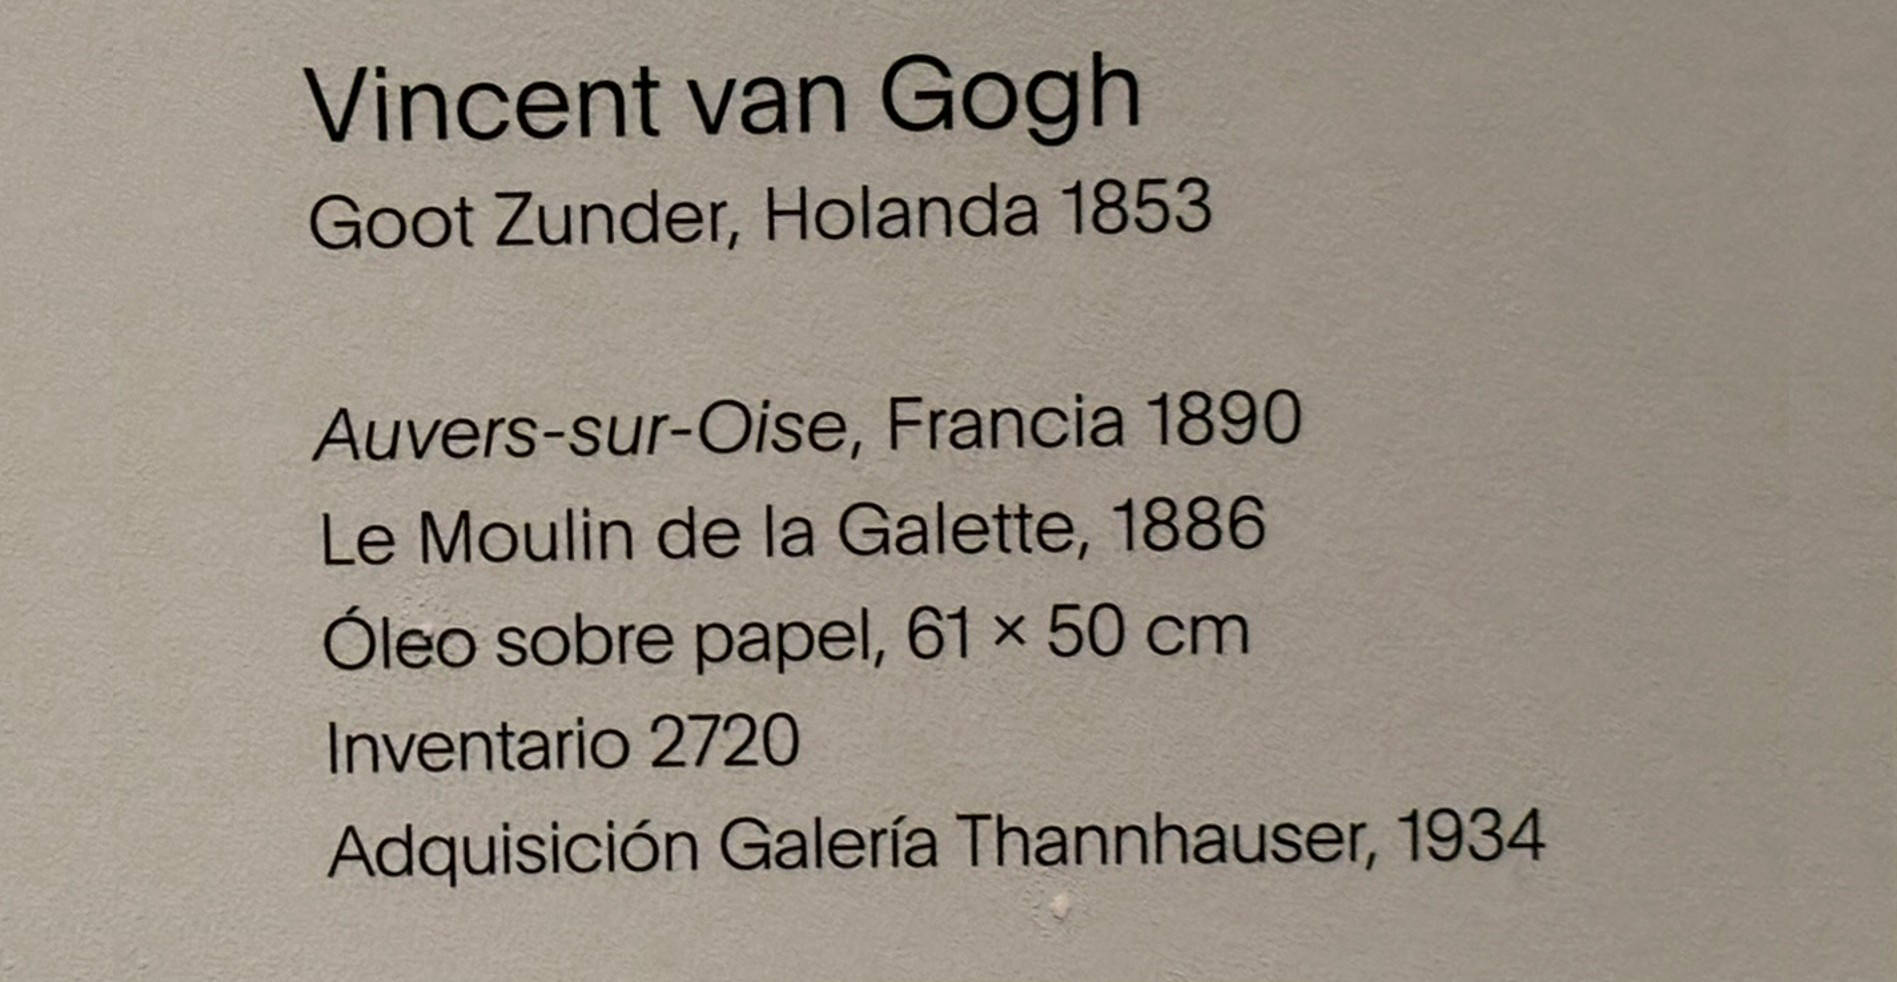 Vincent van Gogh
Goot Zunder, Holanda 1853
Auvers-sur-Oise, Francia 1890
Le Moulin de la Galette, 1886
Óleo sobre papel, 61 × 50 cm
Inventario 2720
Adquisición Galería Thannhauser, 1934